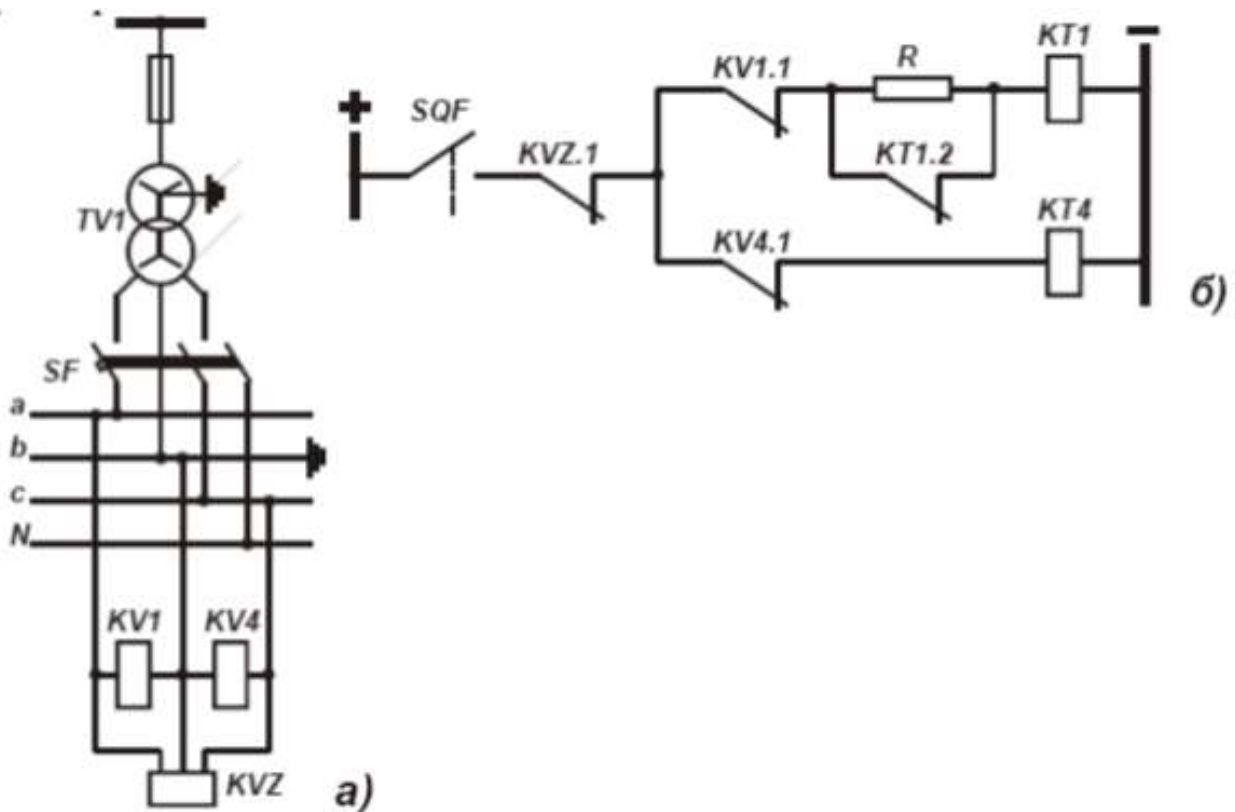 TV1
SF
a
b
c
N
KV1 KV4
KVZ
а)
+
SQF
KVZ.1
KV1.1
R
KT1
KT1.2
KV4.1
KT4
−
б)